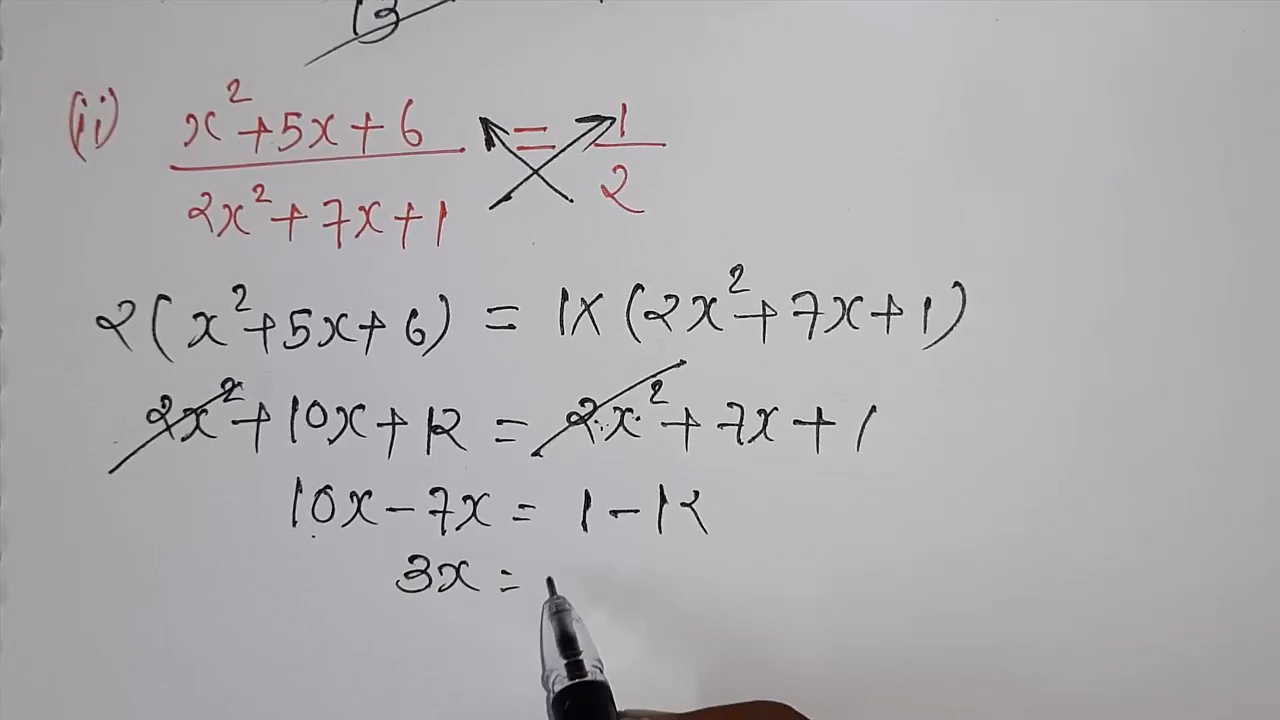 13
(ii) x²+5x+6 / 2x²+7x+1 = 1/2
2(x²+5x+6) = 1×(2x²+7x+1)
2x²+10x+12 = 2x²+7x+1
10x-7x = 1-12
3x =